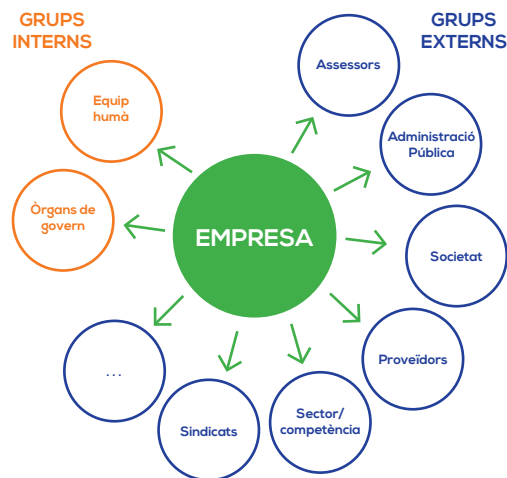 GRUPS
INTERNS
GRUPS
EXTERNS
Assessors
Equip
humà
Administració
Pública
Òrgans de
govern
EMPRESA
Societat
Proveïdors
...
Sector/
competència
Sindicats